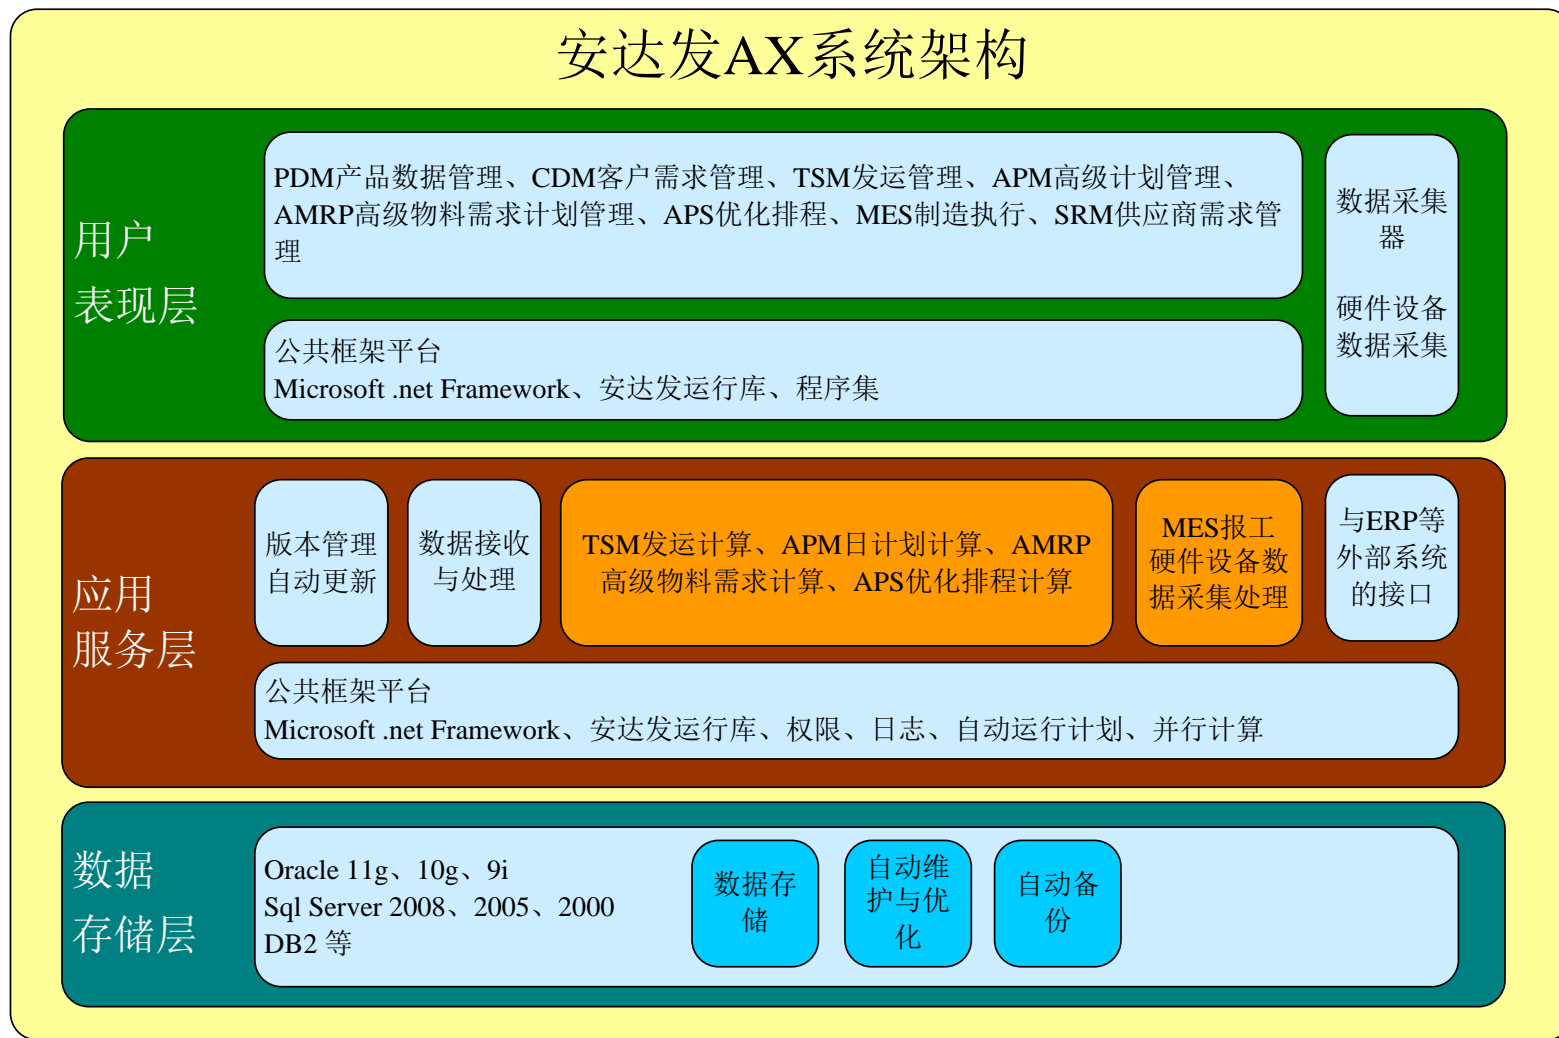 安达发AX系统架构
用户
表现层
PDM产品数据管理、CDM客户需求管理、TSM发运管理、APM高级计划管理、
AMRP高级物料需求计划管理、APS优化排程、MES制造执行、SRM供应商需求管
理
公共框架平台
Microsoft .net Framework、安达发运行库、程序集
数据采集
器
硬件设备
数据采集
应用
服务层
版本管理
自动更新
数据接收
与处理
TSM发运计算、APM日计划计算、AMRP
高级物料需求计算、APS优化排程计算
MES报工
硬件设备数
据采集处理
与ERP等
外部系统
的接口
公共框架平台
Microsoft .net Framework、安达发运行库、权限、日志、自动运行计划、并行计算
数据
存储层
Oracle 11g、10g、9i
Sql Server 2008、2005、2000
DB2 等
数据存
储
自动维
护与优
化
自动备
份